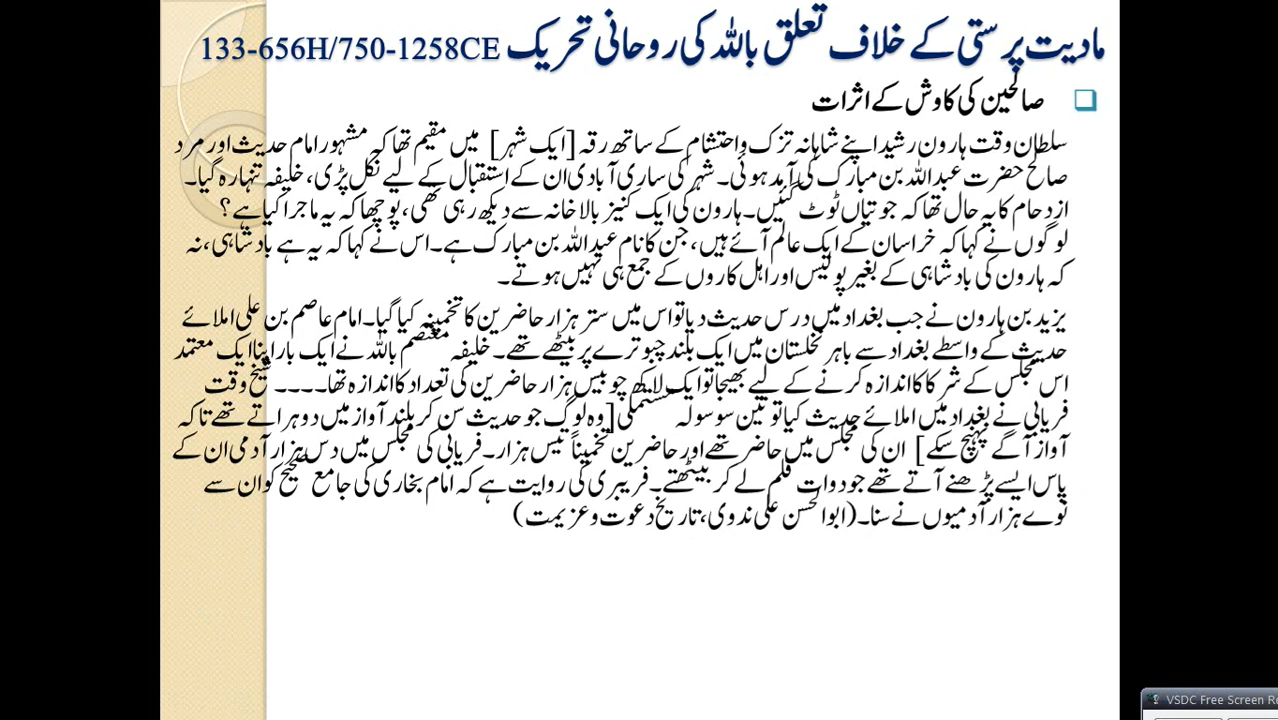 مادیت پرستی کے خلاف تعلق باللہ کی روحانی تحریک 133-656H/750-1258CE
صالحین کی کاوش کے اثرات
سلطان وقت ہارون رشید اپنے شاہانہ تزک و احتشام کے ساتھ رقہ [ایک شہر] میں مقیم تھا کہ مشہور امام حدیث اور مرد
صالح حضرت عبداللہ بن مبارک کی آمد ہوئی۔ شہر کی ساری آبادی ان کے استقبال کے لیے نکل پڑی، خلیفہ تنہا رہ گیا۔
ازدحام کا یہ حال تھا کہ جوتیاں ٹوٹ گئیں۔ ہارون کی ایک کنیز بالا خانہ سے دیکھ رہی تھی، پوچھا کہ یہ ماجرا کیا ہے؟
لوگوں نے کہا کہ خراسان کے ایک عالم آئے ہیں، جن کا نام عبداللہ بن مبارک ہے۔ اس نے کہا کہ یہ ہے بادشاہی، نہ
کہ ہارون کی بادشاہی کے بغیر پولیس اور اہل کاروں کے جمع ہی نہیں ہوتے۔
یزید بن ہارون نے جب بغداد میں درس حدیث دیا تو اس میں ستر ہزار حاضرین کا تخمینہ کیا گیا۔ امام عاصم بن علی املائے
حدیث کے واسطے بغداد سے باہر نخلستان میں ایک بلند چبوترے پر بیٹھے تھے۔ خلیفہ معتصم باللہ نے ایک بار اپنا ایک معتمد
اس مجلس کے شرکا کا اندازہ کرنے کے لیے بھیجا تو ایک لاکھ چوبیس ہزار حاضرین کی تعداد کا اندازہ تھا۔۔۔۔ شیخ وقت
فریابی نے بغداد میں املائے حدیث کیا تو تین سو سولہ مستملی [وہ لوگ جو حدیث سن کر بلند آواز میں دوہراتے تھے تاکہ
آواز آگے پہنچ سکے] ان کی مجلس میں حاضر تھے اور حاضرین تخمیناً تیس ہزار۔ فریابی کی مجلس میں دس ہزار آدمی ان کے
پاس ایسے پڑھنے آتے تھے جو دوات قلم لے کر بیٹھتے۔ فربری کی روایت ہے کہ امام بخاری کی جامع صحیح کو ان سے
نوے ہزار آدمیوں نے سنا۔ (ابوالحسن علی ندوی، تاریخ دعوت و عزیمت)
VSDC Free Screen Re